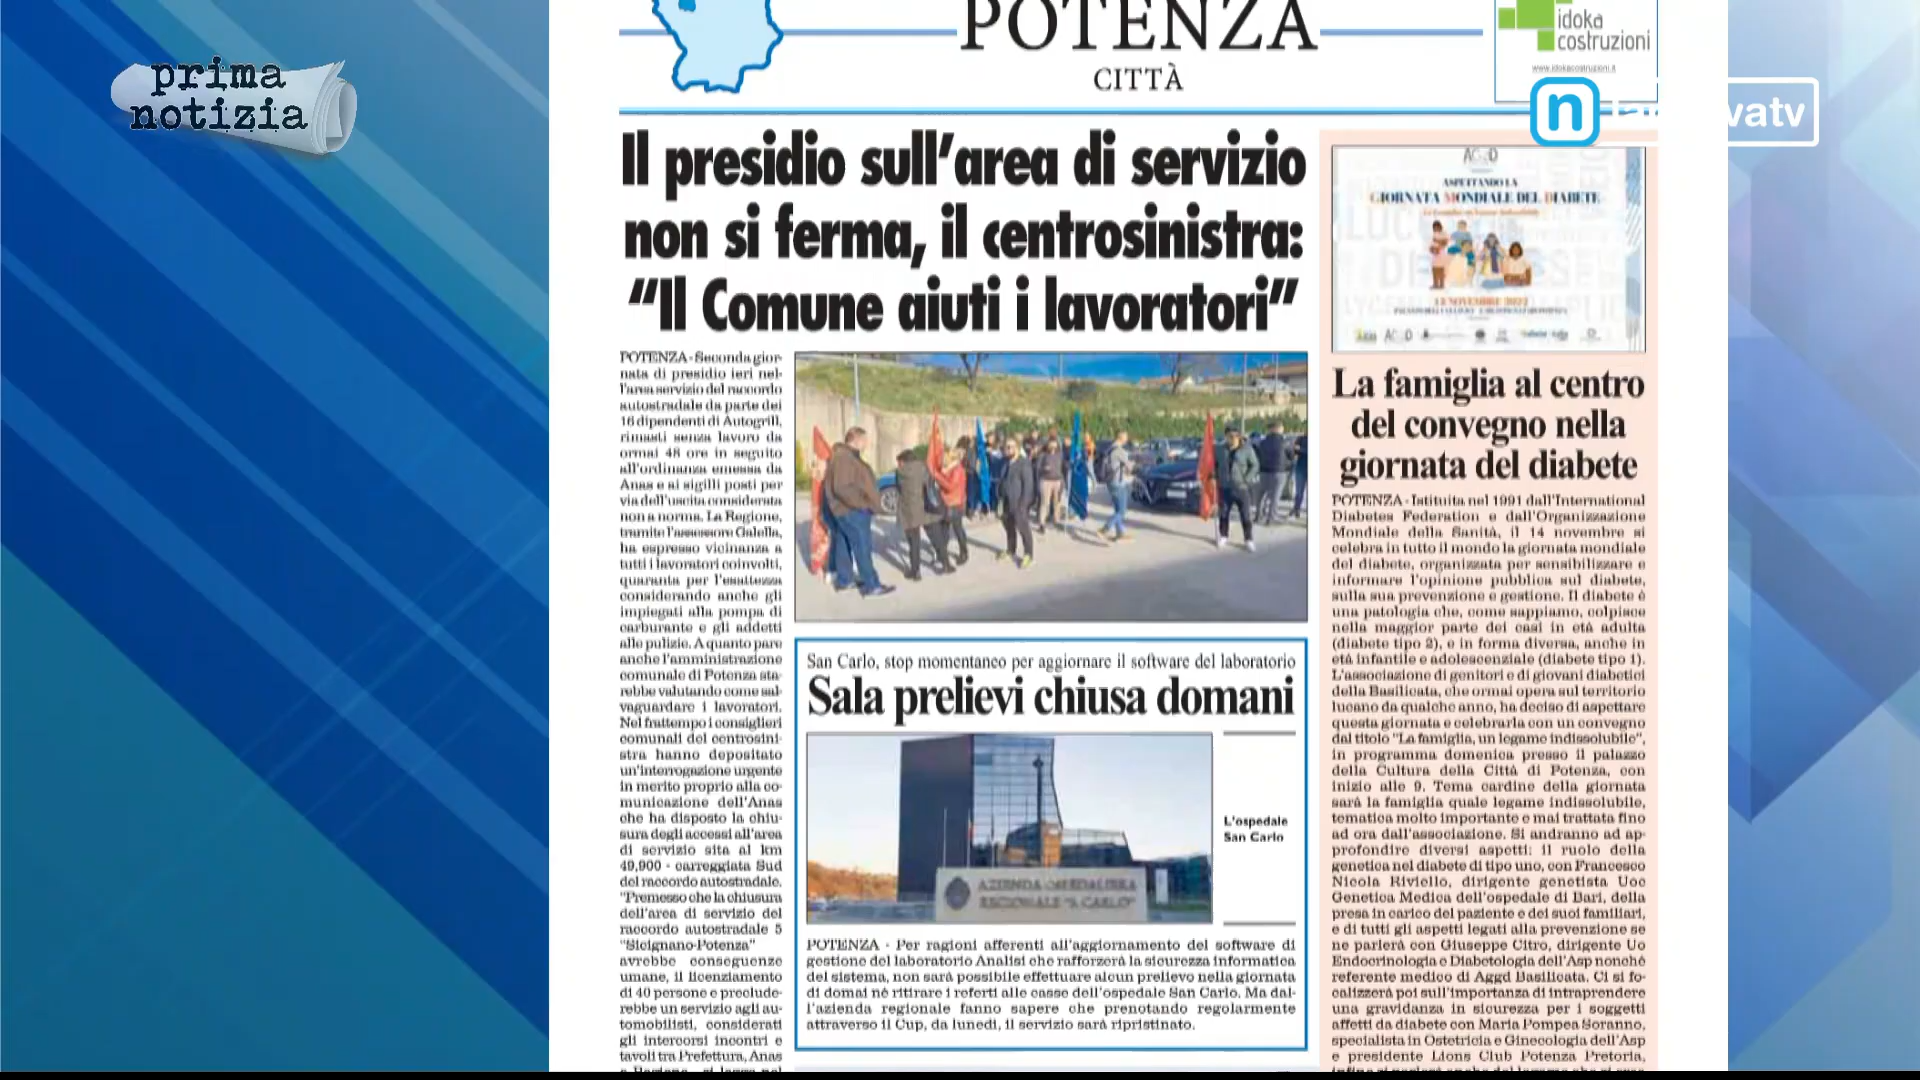 prima
notizia
POTENZA
CITTÀ
idoka
costruzioni
www.idokacostruzioni.it
n
vatv
Il presidio sull'area di servizio
non si ferma, il centrosinistra:
"Il Comune aiuti i lavoratori"
POTENZA - Seconda gior-
nata di presidio ieri nel-
l'area servizio del raccordo
autostradale da parte dei
16 dipendenti di Autogrill,
rimasti senza lavoro da
ormai 48 ore in seguito
all'ordinanza emessa da
Anas e ai sigilli posti per
via dell'uscita considerata
non a norma. La Regione,
tramite l'assessore Galella,
ha espresso vicinanza a
tutti i lavoratori coinvolti,
quaranta per l'esattezza
considerando anche gli
impiegati alla pompa di
carburante e gli addetti
alle pulizie. A quanto pare
anche l'amministrazione
comunale di Potenza sta-
rebbe valutando come sal-
vaguardare i lavoratori.
Nel frattempo i consiglieri
comunali del centrosini-
stra hanno depositato
un'interrogazione urgente
in merito proprio alla co-
municazione dell'Anas
che ha disposto la chiu-
sura degli accessi all'area
di servizio sita al km
49,900 - carreggiata Sud
del raccordo autostradale.
"Premesso che la chiusura
dell'area di servizio del
raccordo autostradale 5
"Sicignano-Potenza"
avrebbe conseguenze
umane, il licenziamento
di 40 persone e preclude-
rebbe un servizio agli au-
tomobilisti, considerati
gli intercorsi incontri e
tavoli tra Prefettura, Anas
San Carlo, stop momentaneo per aggiornare il software del laboratorio
Sala prelievi chiusa domani
AZIENDA OSPEDALIERA
REGIONALE "S. CARLO"
L'ospedale
San Carlo
POTENZA - Per ragioni afferenti all'aggiornamento del software di
gestione del laboratorio Analisi che rafforzerà la sicurezza informatica
del sistema, non sarà possibile effettuare alcun prelievo nella giornata
di domai né ritirare i referti alle casse dell'ospedale San Carlo. Ma dal-
l'azienda regionale fanno sapere che prenotando regolarmente
attraverso il Cup, da lunedì, il servizio sarà ripristinato.
ASPETTANDO LA
GIORNATA MONDIALE DEL DIABETE
13 NOVEMBRE 2022
La famiglia al centro
del convegno nella
giornata del diabete
POTENZA - Istituita nel 1991 dall'International
Diabetes Federation e dall'Organizzazione
Mondiale della Sanità, il 14 novembre si
celebra in tutto il mondo la giornata mondiale
del diabete, organizzata per sensibilizzare e
informare l'opinione pubblica sul diabete,
sulla sua prevenzione e gestione. Il diabete è
una patologia che, come sappiamo, colpisce
nella maggior parte dei casi in età adulta
(diabete tipo 2), e in forma diversa, anche in
età infantile e adolescenziale (diabete tipo 1).
L'associazione di genitori e di giovani diabetici
della Basilicata, che ormai opera sul territorio
lucano da qualche anno, ha deciso di aspettare
questa giornata e celebrarla con un convegno
dal titolo "La famiglia, un legame indissolubile",
in programma domenica presso il palazzo
della Cultura della Città di Potenza, con
inizio alle 9. Tema cardine della giornata
sarà la famiglia quale legame indissolubile,
tematica molto importante e mai trattata fino
ad ora dall'associazione. Si andranno ad ap-
profondire diversi aspetti: il ruolo della
genetica nel diabete di tipo uno, con Francesco
Nicola Riviello, dirigente genetista Uoc
Genetica Medica dell'ospedale di Bari, della
presa in carico del paziente e dei suoi familiari,
e di tutti gli aspetti legati alla prevenzione se
ne parlerà con Giuseppe Citro, dirigente Uo
Endocrinologia e Diabetologia dell'Asp nonché
referente medico di Aggd Basilicata. Ci si fo-
calizzerà poi sull'importanza di intraprendere
una gravidanza in sicurezza per i soggetti
affetti da diabete con Maria Pompea Soranno,
specialista in Ostetricia e Ginecologia dell'Asp
e presidente Lions Club Potenza Pretoria,